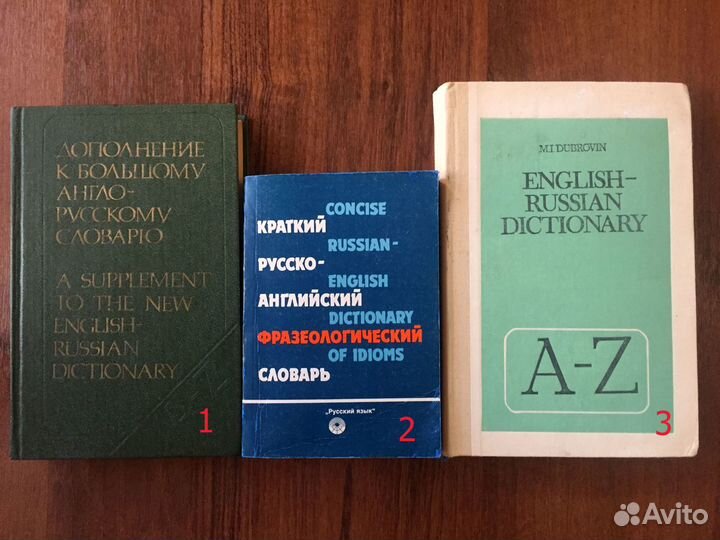 ДОПОЛНЕНИЕ
К БОЛЬШОМУ
АНГЛО-
РУССКОМУ
СЛОВАРЮ
A SUPPLEMENT
TO THE NEW
ENGLISH-
RUSSIAN
DICTIONARY
1
CONCISE
КРАТКИЙ
RUSSIAN-
РУССКО-
ENGLISH
АНГЛИЙСКИЙ
DICTIONARY
ФРАЗЕОЛОГИЧЕСКИЙ
OF IDIOMS
СЛОВАРЬ
„Русский язык"
2
M.I. DUBROVIN
ENGLISH-
RUSSIAN
DICTIONARY
A-Z
3
Avito